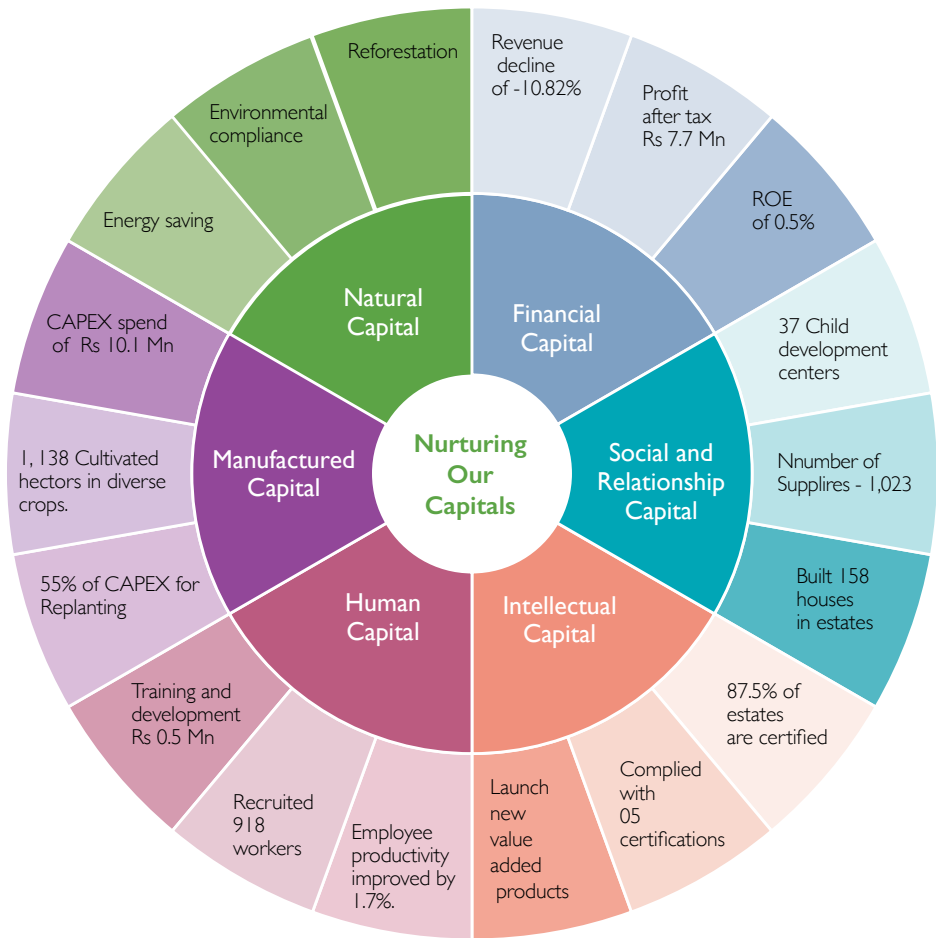 Nurturing
Our
Capitals
Financial
Capital
Revenue
decline
of -10.82%
Profit
after tax
Rs 7.7 Mn
ROE
of 0.5%
Social and
Relationship
Capital
37 Child
development
centers
Nnumber of
Supplires - 1,023
Built 158
houses
in estates
Intellectual
Capital
87.5% of
estates
are certified
Complied
with
05
certifications
Launch
new
value
added
products
Human
Capital
Employee
productivity
improved by
1.7%.
Recruited
918
workers
Training and
development
Rs 0.5 Mn
Manufactured
Capital
55% of CAPEX for
Replanting
1, 138 Cultivated
hectors in diverse
crops.
CAPEX spend
of Rs 10.1 Mn
Natural
Capital
Energy saving
Environmental
compliance
Reforestation